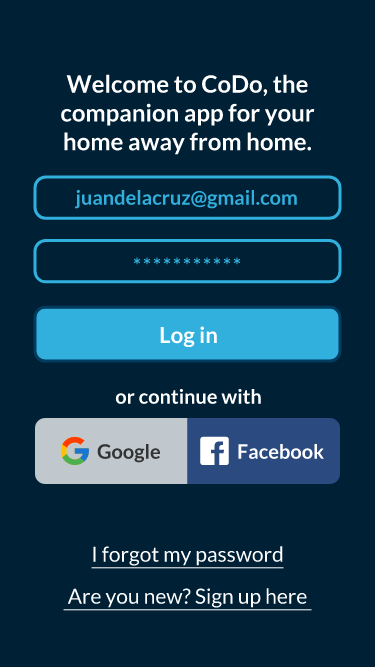 Welcome to CoDo, the
companion app for your
home away from home.
juandelacruz@gmail.com
***********
Log in
or continue with
Google
Facebook
I forgot my password
Are you new? Sign up here